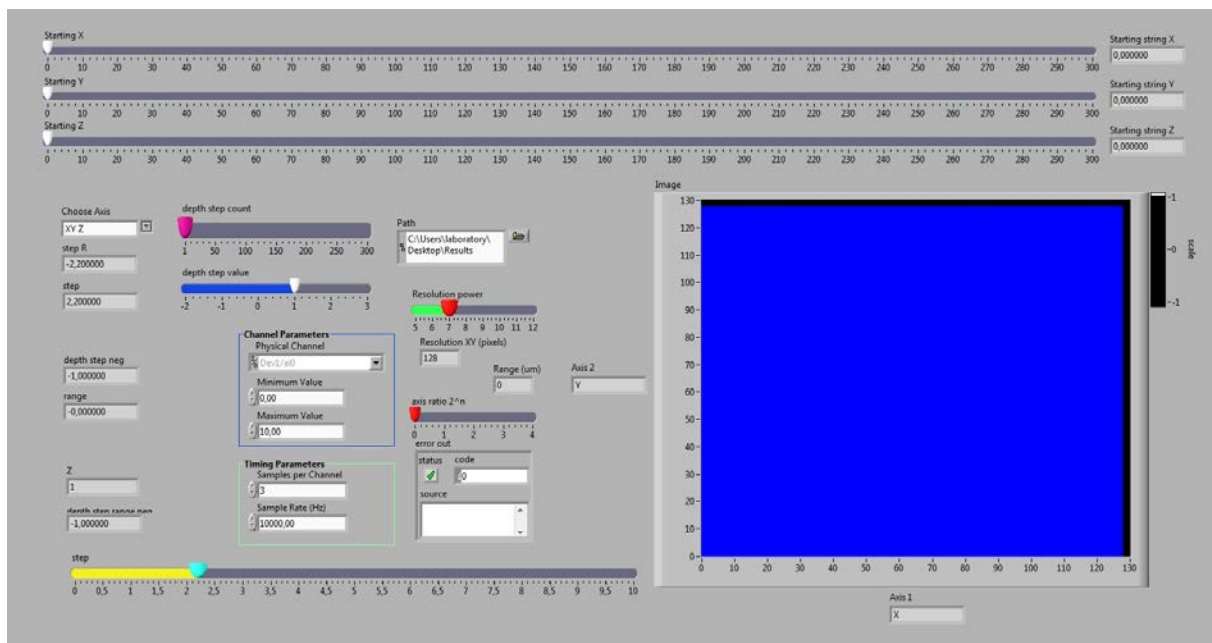 Starting X
0 10 20 30 40 50 60 70 80 90 100 110 120 130 140 150 160 170 180 190 200 210 220 230 240 250 260 270 280 290 300
Starting string X
0,000000
Starting Y
0 10 20 30 40 50 60 70 80 90 100 110 120 130 140 150 160 170 180 190 200 210 220 230 240 250 260 270 280 290 300
Starting string Y
0,000000
Starting Z
0 10 20 30 40 50 60 70 80 90 100 110 120 130 140 150 160 170 180 190 200 210 220 230 240 250 260 270 280 290 300
Starting string Z
0,000000
Choose Axis
XY Z
step R
-2,200000
step
2,200000
depth step neg
-1,000000
range
-0,000000
Z
1
depth step range neg
-1,000000
depth step count
1 50 100 150 200 250 300
depth step value
-2 -1 0 1 2 3
Channel Parameters
Physical Channel
Dev1/ai0
Minimum Value
0,00
Maximum Value
10,00
Timing Parameters
Samples per Channel
3
Sample Rate (Hz)
10000,00
Path
C:\Users\laboratory\
Desktop\Results
Resolution power
5 6 7 8 9 10 11 12
Resolution XY (pixels)
128
Range (um)
0
Axis 2
Y
axis ratio 2^n
0 1 2 3 4
error out
status code
0
source
step
0 0,5 1 1,5 2 2,5 3 3,5 4 4,5 5 5,5 6 6,5 7 7,5 8 8,5 9 9,5 10
Image
130
120
110
100
90
80
70
60
50
40
30
20
10
0
0 10 20 30 40 50 60 70 80 90 100 110 120 130
1
0
-1
scale
Axis 1
X